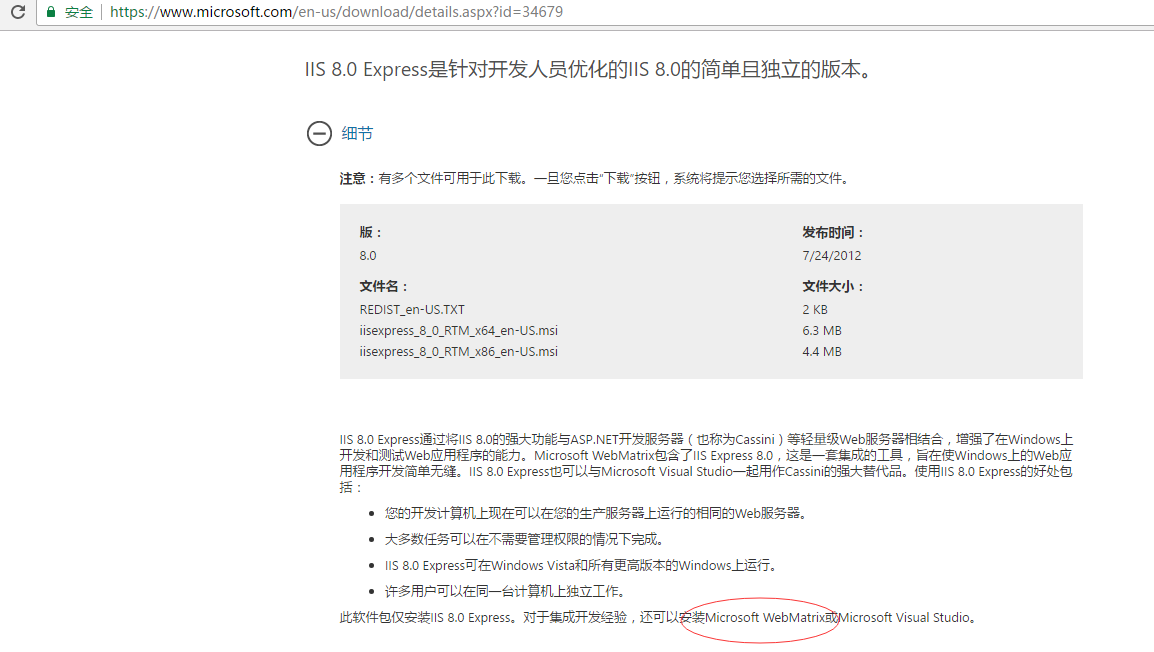 安全 https://www.microsoft.com/en-us/download/details.aspx?id=34679
IIS 8.0 Express是针对开发人员优化的IIS 8.0的简单且独立的版本。
细节
注意：有多个文件可用于此下载。一旦您点击“下载”按钮，系统将提示您选择所需的文件。
版：
8.0
发布时间：
7/24/2012
文件名：
REDIST_en-US.TXT
iisexpress_8_0_RTM_x64_en-US.msi
iisexpress_8_0_RTM_x86_en-US.msi
文件大小：
2 KB
6.3 MB
4.4 MB
IIS 8.0 Express通过将IIS 8.0的强大功能与ASP.NET开发服务器（也称为Cassini）等轻量级Web服务器相结合，增强了在Windows上
开发和测试Web应用程序的能力。Microsoft WebMatrix包含了IIS Express 8.0，这是一套集成的工具，旨在使Windows上的Web应
用程序开发简单无缝。IIS 8.0 Express也可以与Microsoft Visual Studio一起用作Cassini的强大替代品。使用IIS 8.0 Express的好处包
括：
您的开发计算机上现在可以在您的生产服务器上运行的相同的Web服务器。
大多数任务可以在不需要管理权限的情况下完成。
IIS 8.0 Express可在Windows Vista和所有更高版本的Windows上运行。
许多用户可以在同一台计算机上独立工作。
此软件包仅安装IIS 8.0 Express。对于集成开发经验，还可以安装Microsoft WebMatrix或Microsoft Visual Studio。